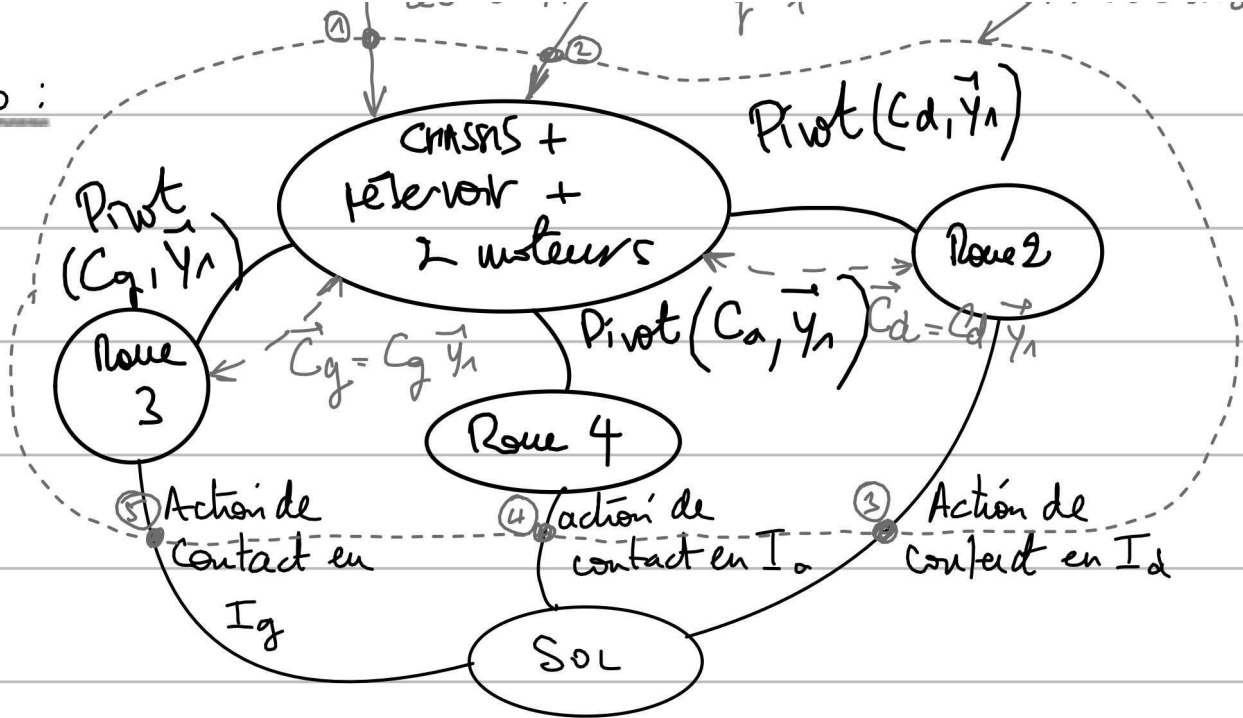 ①
②
:
CHASSIS +
réservoir +
2 moteurs
Pivot (Cd, y1)
Pivot
(Cg, y1)
Roue 2
Pivot (Ca, y1)
Cd = Cd y1
Roue
3
Cg = Cg y1
Roue 4
⑤ Action de
contact en
Ig
④ action de
contact en Ia
③ Action de
contact en Id
SOL